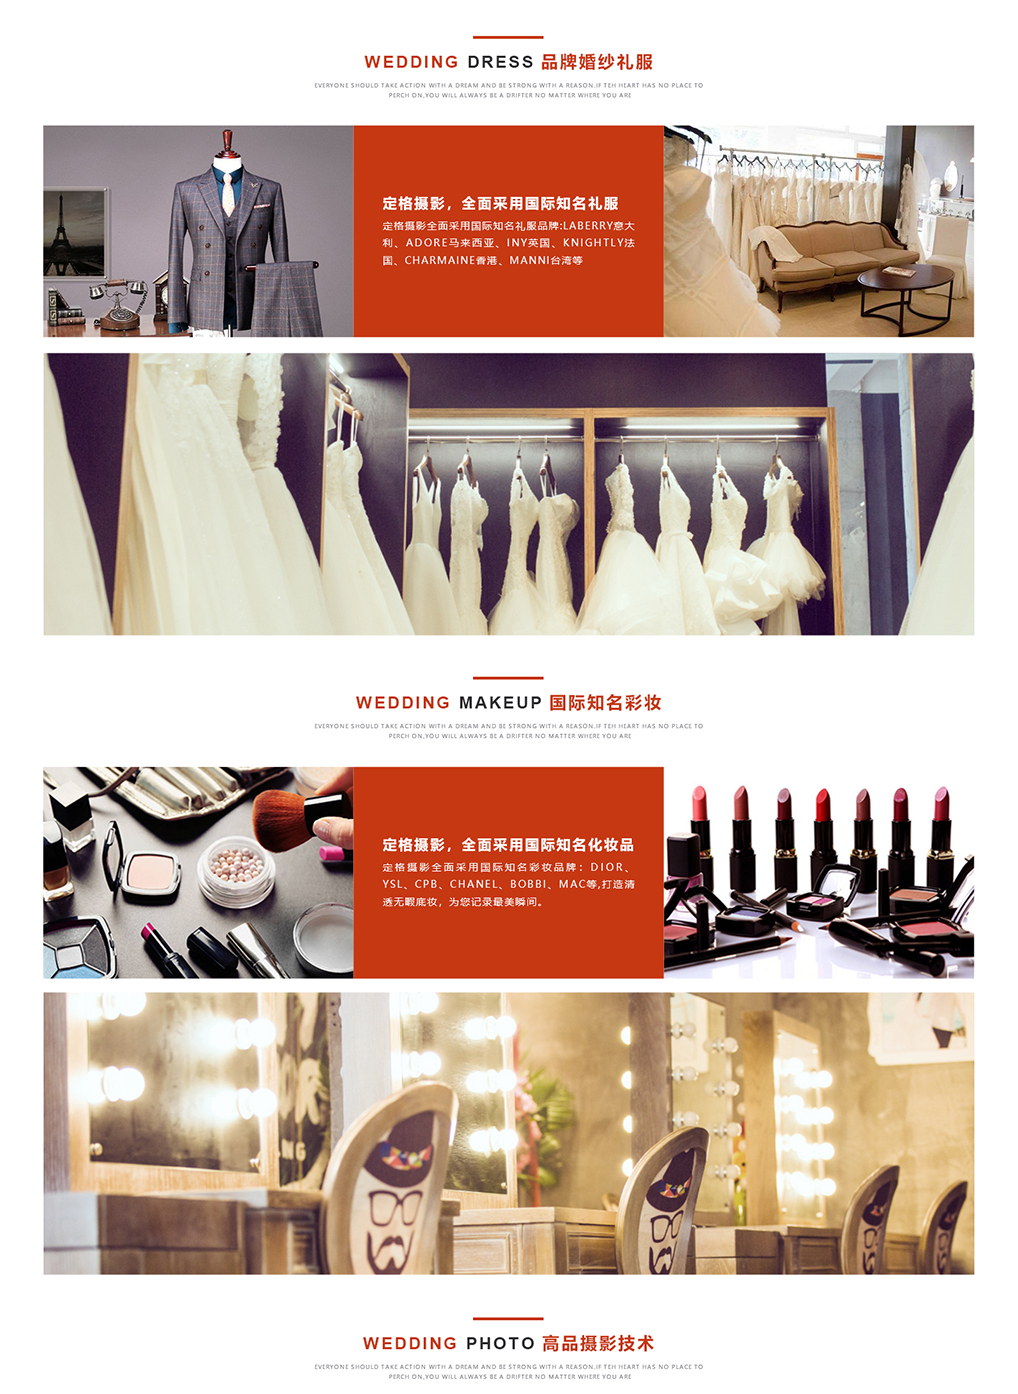 WEDDING DRESS 品牌婚纱礼服
EVERYONE SHOULD TAKE ACTION WITH A DREAM AND BE STRONG WITH A REASON.IF TEH HEART HAS NO PLACE TO
PERCH ON,YOU WILL ALWAYS BE A DRIFTER NO MATTER WHERE YOU ARE
定格摄影，全面采用国际知名礼服
定格摄影全面采用国际知名礼服品牌:LABERRY意大
利、ADORE马来西亚、INY英国、KNIGHTLY法
国、CHARMAINE香港、MANNI台湾等
WEDDING MAKEUP 国际知名彩妆
EVERYONE SHOULD TAKE ACTION WITH A DREAM AND BE STRONG WITH A REASON.IF TEH HEART HAS NO PLACE TO
PERCH ON,YOU WILL ALWAYS BE A DRIFTER NO MATTER WHERE YOU ARE
定格摄影，全面采用国际知名化妆品
定格摄影全面采用国际知名彩妆品牌：DIOR、
YSL、CPB、CHANEL、BOBBI、MAC等,打造清
透无暇底妆，为您记录最美瞬间。
WEDDING PHOTO 高品摄影技术
EVERYONE SHOULD TAKE ACTION WITH A DREAM AND BE STRONG WITH A REASON.IF TEH HEART HAS NO PLACE TO
PERCH ON,YOU WILL ALWAYS BE A DRIFTER NO MATTER WHERE YOU ARE